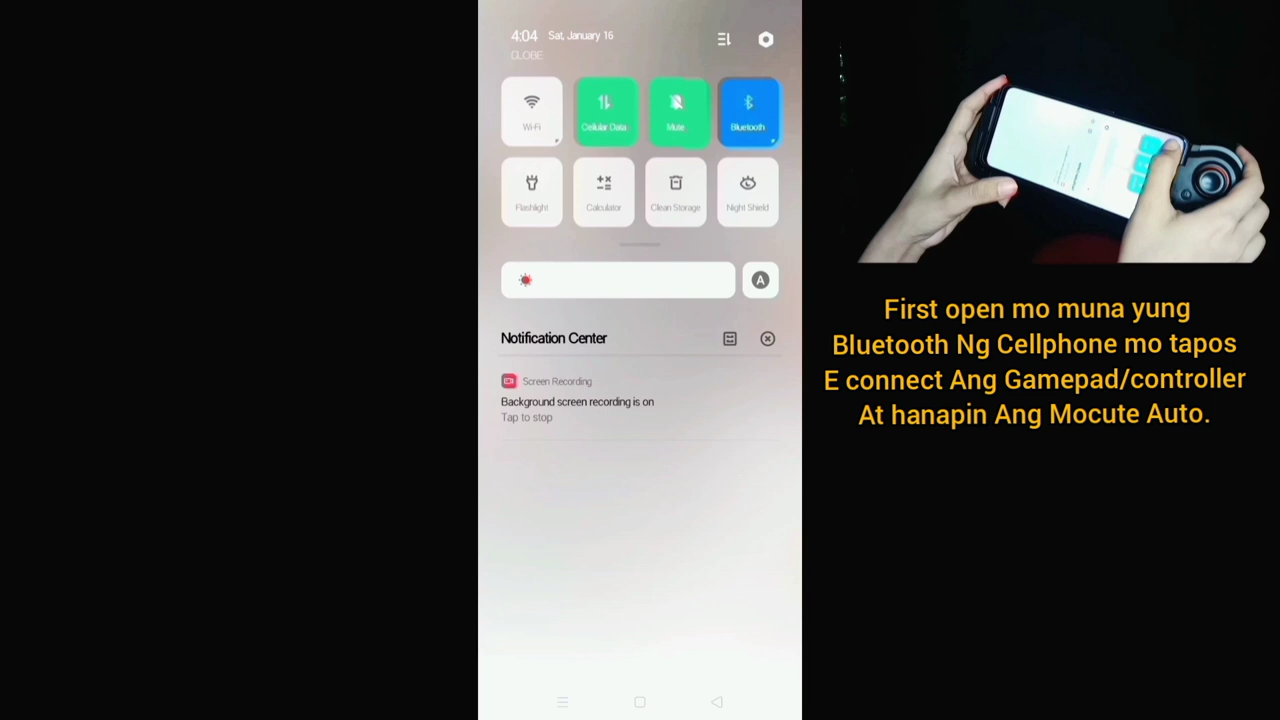 4:04 Sat, January 16
GLOBE
Wi-Fi Cellular Data Mute Bluetooth
Flashlight Calculator Clean Storage Night Shield
A
Notification Center
Screen Recording
Background screen recording is on
Tap to stop
First open mo muna yung
Bluetooth Ng Cellphone mo tapos
E connect Ang Gamepad/controller
At hanapin Ang Mocute Auto.